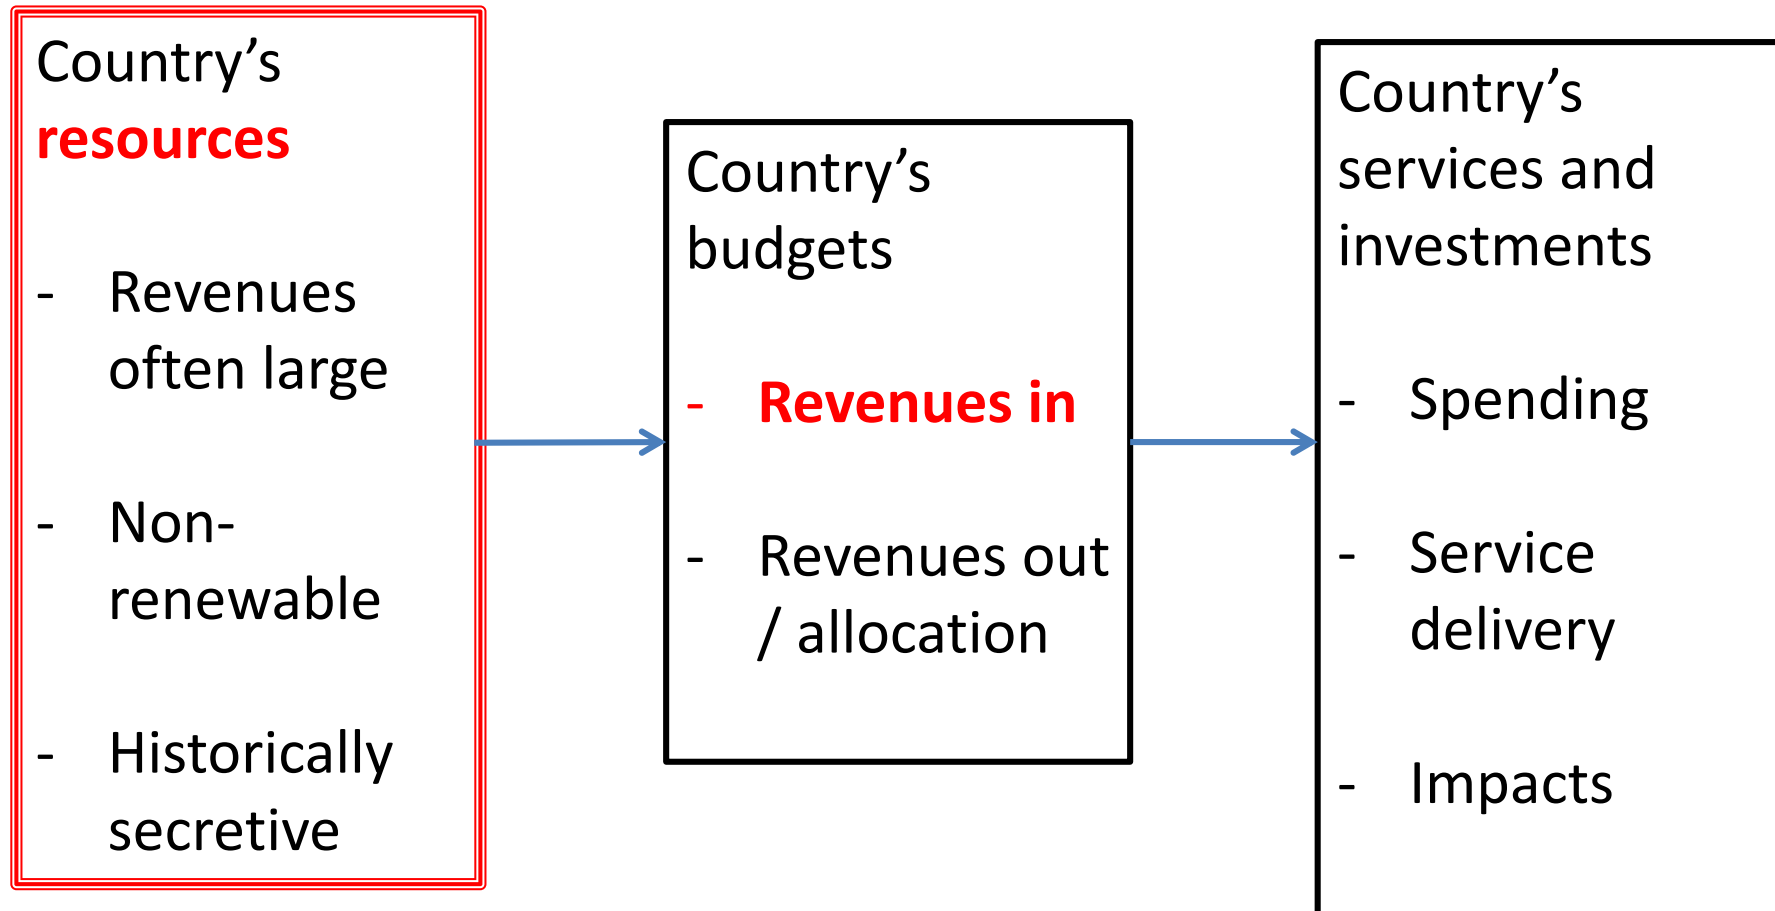 Country’s
resources
- Revenues
often large
- Non-
renewable
- Historically
secretive
Country’s
budgets
- Revenues in
- Revenues out
/ allocation
Country’s
services and
investments
- Spending
- Service
delivery
- Impacts